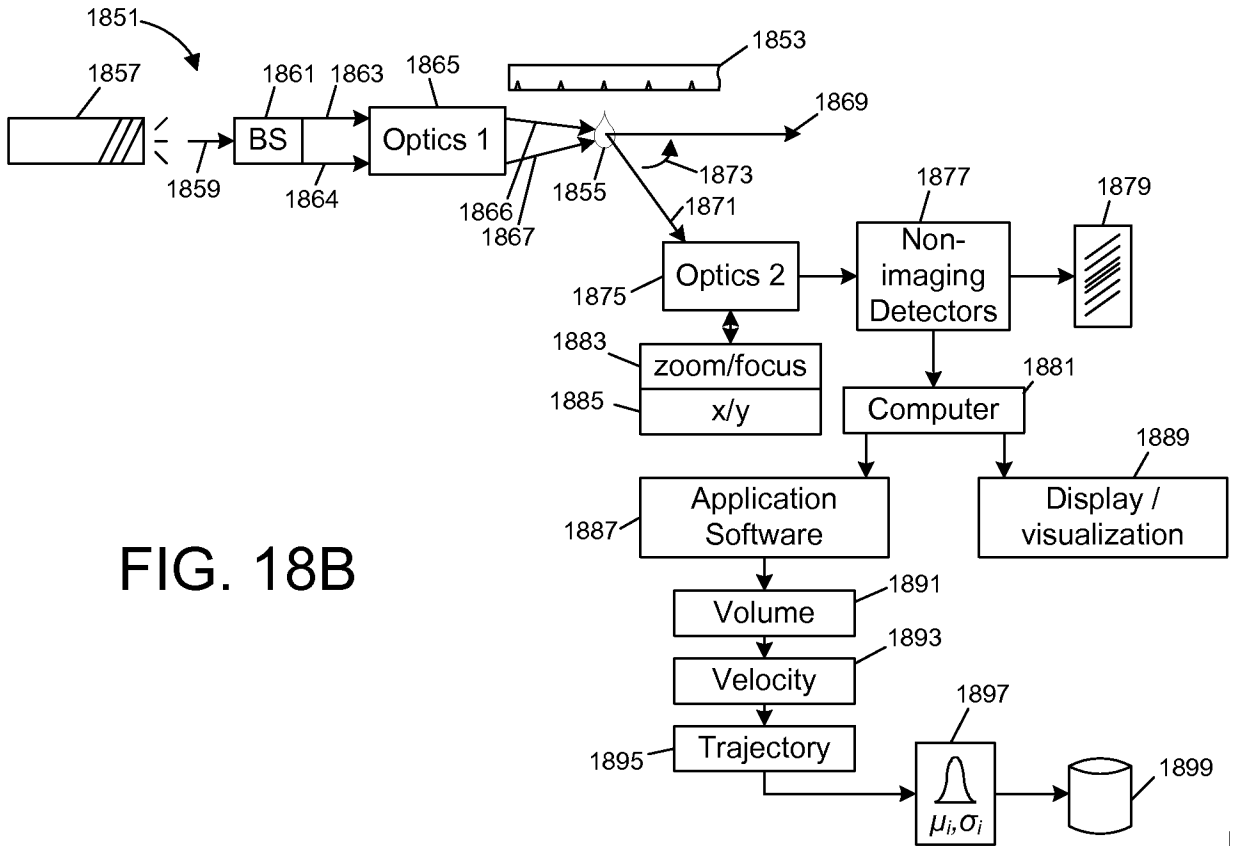 1851
1857
1861
1863
1865
1853
1869
BS
Optics 1
1859
1864
1866
1867
1855
1873
1871
1877
1879
Optics 2
1875
Non-
imaging
Detectors
1883
zoom/focus
1885
x/y
1881
Computer
1889
Application
Software
1887
Display /
visualization
FIG. 18B
1891
Volume
1893
Velocity
1895
Trajectory
1897
μi,σi
1899